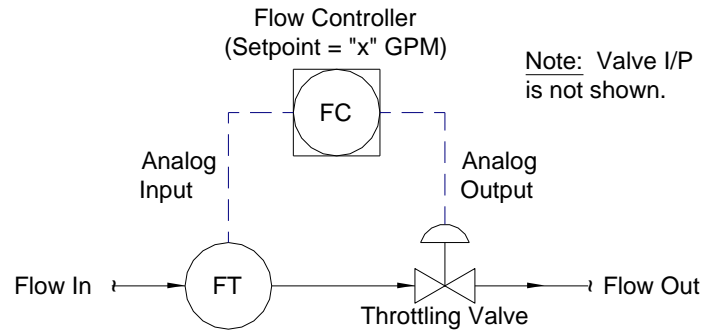 Flow Controller
(Setpoint = "x" GPM)
Note: Valve I/P
is not shown.
FC
Analog
Input
Analog
Output
Flow In
FT
Flow Out
Throttling Valve